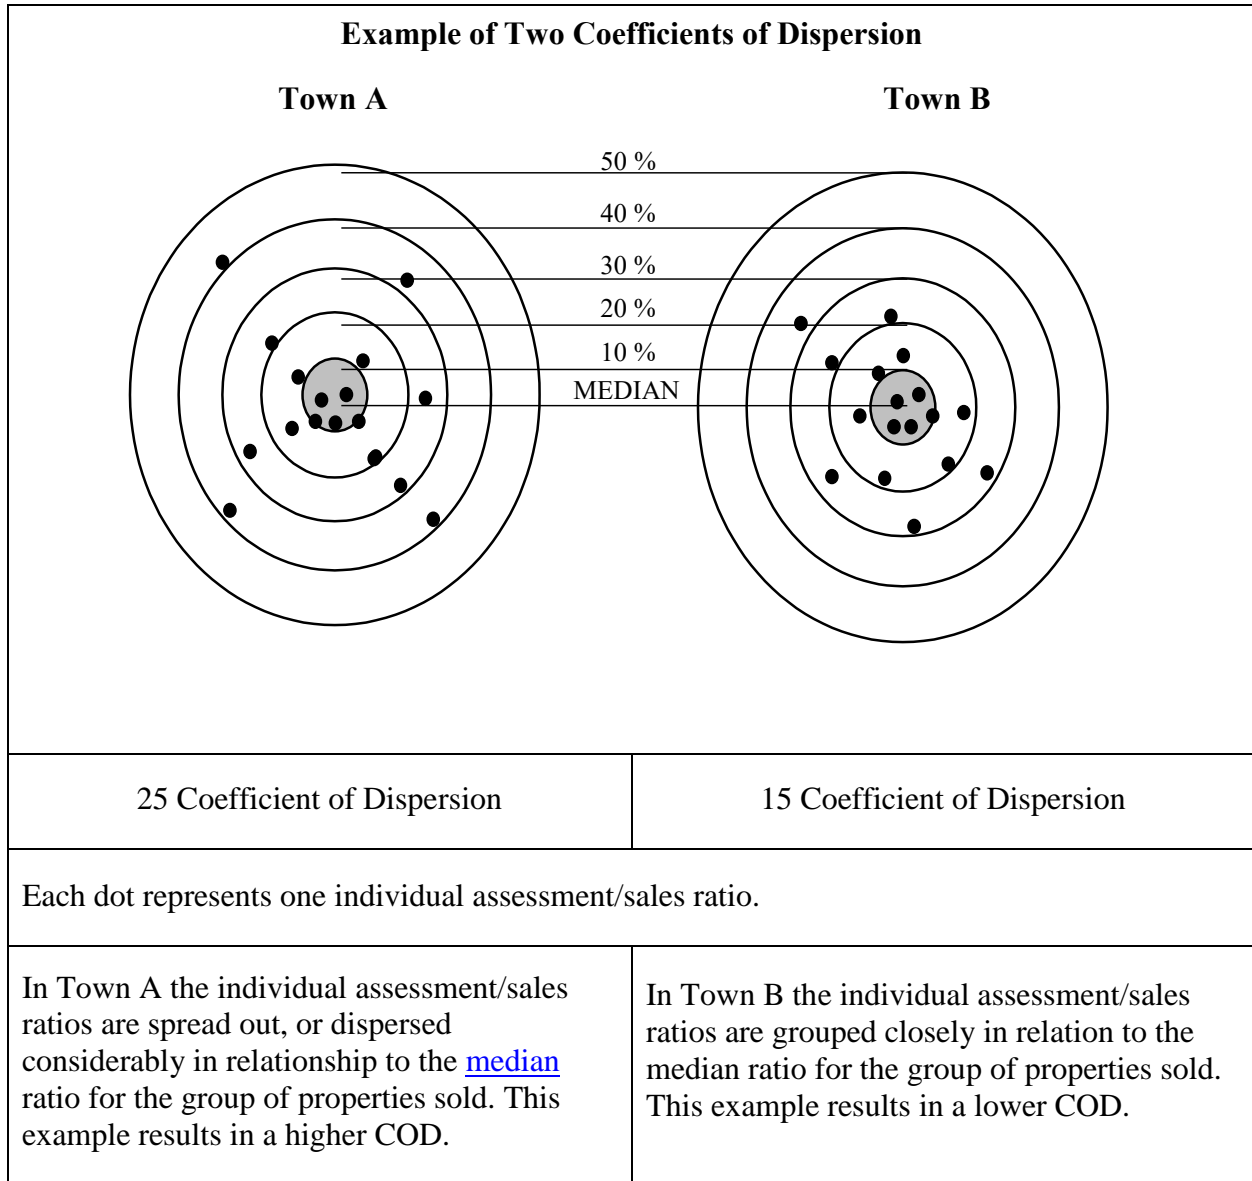 Example of Two Coefficients of Dispersion
Town A
Town B
50 %
40 %
30 %
20 %
10 %
MEDIAN
25 Coefficient of Dispersion
15 Coefficient of Dispersion
Each dot represents one individual assessment/sales ratio.
In Town A the individual assessment/sales
ratios are spread out, or dispersed
considerably in relationship to the median
ratio for the group of properties sold. This
example results in a higher COD.
In Town B the individual assessment/sales
ratios are grouped closely in relation to the
median ratio for the group of properties sold.
This example results in a lower COD.